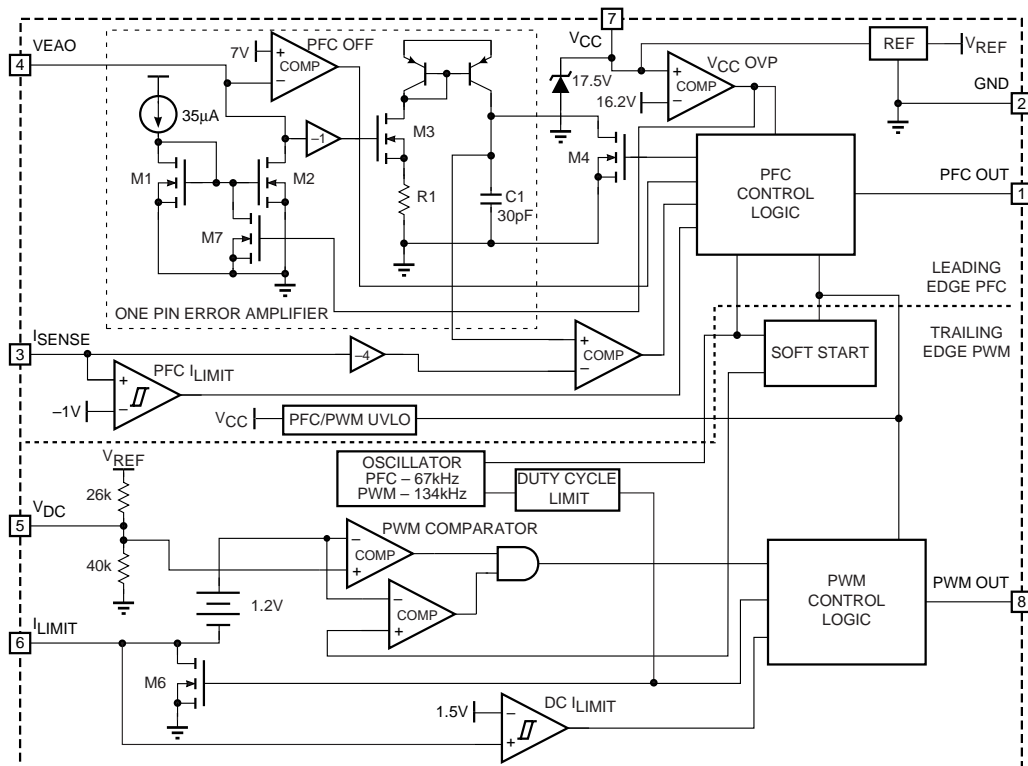 7
VCC
VEAO
4
7V
+
–
COMP
PFC OFF
17.5V
16.2V
+
–
COMP
VCC OVP
REF
VREF
GND
2
35µA
–1
M3
M4
M1
M2
R1
C1
30pF
M7
PFC
CONTROL
LOGIC
PFC OUT
1
ONE PIN ERROR AMPLIFIER
LEADING
EDGE PFC
ISENSE
3
–4
+
–
COMP
SOFT START
TRAILING
EDGE PWM
+
–
PFC ILIMIT
–1V
VCC
PFC/PWM UVLO
VREF
26k
OSCILLATOR
PFC – 67kHz
PWM – 134kHz
DUTY CYCLE
LIMIT
VDC
5
40k
–
+
COMP
PWM COMPARATOR
–
+
COMP
1.2V
PWM
CONTROL
LOGIC
PWM OUT
8
ILIMIT
6
M6
1.5V
–
+
DC ILIMIT